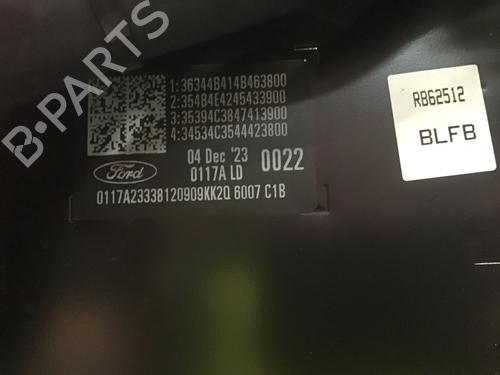 B-PARTS
1:36344B414B463800
2:354B4E4245433900
3:35394C3847413900
4:34534C3544423800
Ford
04 Dec '23 0022
0117A LD
0117A23338120909KK2Q 6007 C1B
RB62512
BLFB